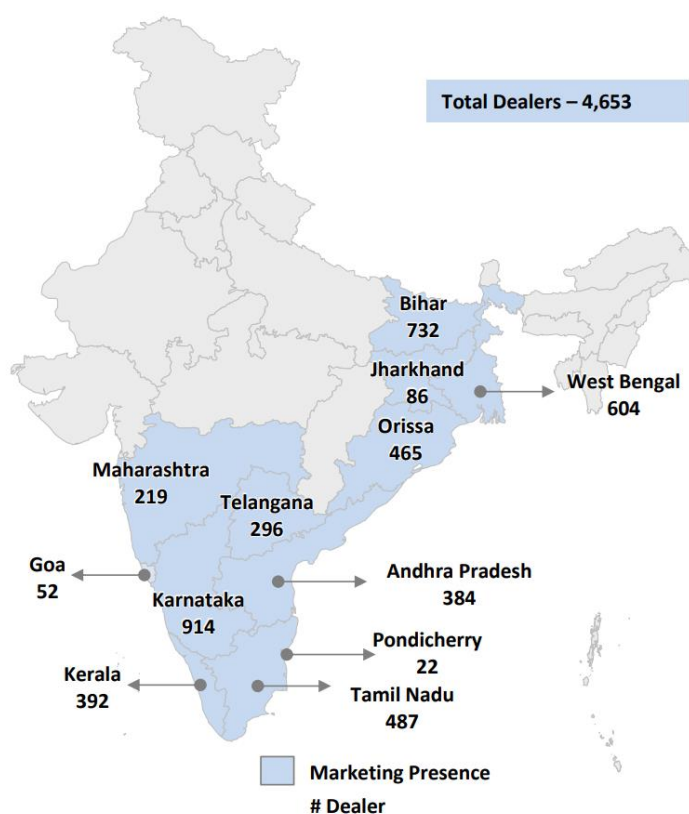 Total Dealers – 4,653
Bihar
732
Jharkhand
86
West Bengal
604
Orissa
465
Maharashtra
219
Telangana
296
Goa
52
Andhra Pradesh
384
Karnataka
914
Pondicherry
22
Kerala
392
Tamil Nadu
487
Marketing Presence
# Dealer